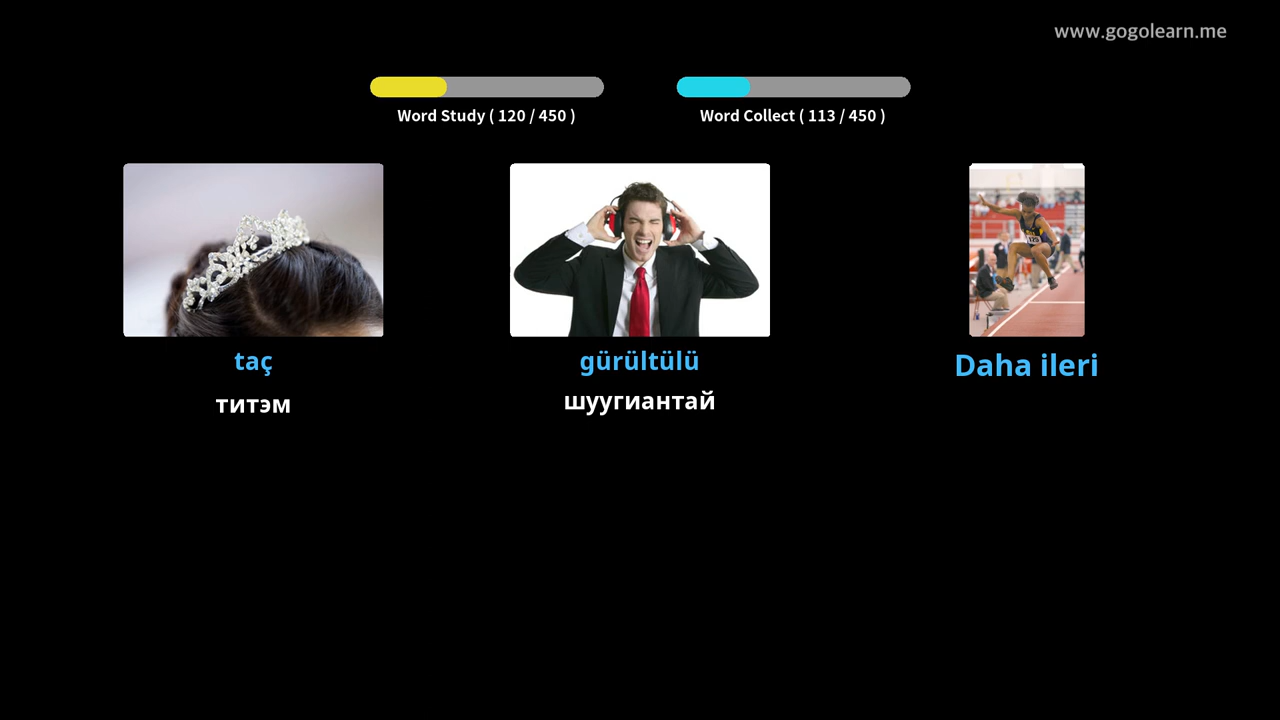 www.gogolearn.me
Word Study ( 120 / 450 )
Word Collect ( 113 / 450 )
taç
титэм
gürültülü
шуугиантай
Daha ileri